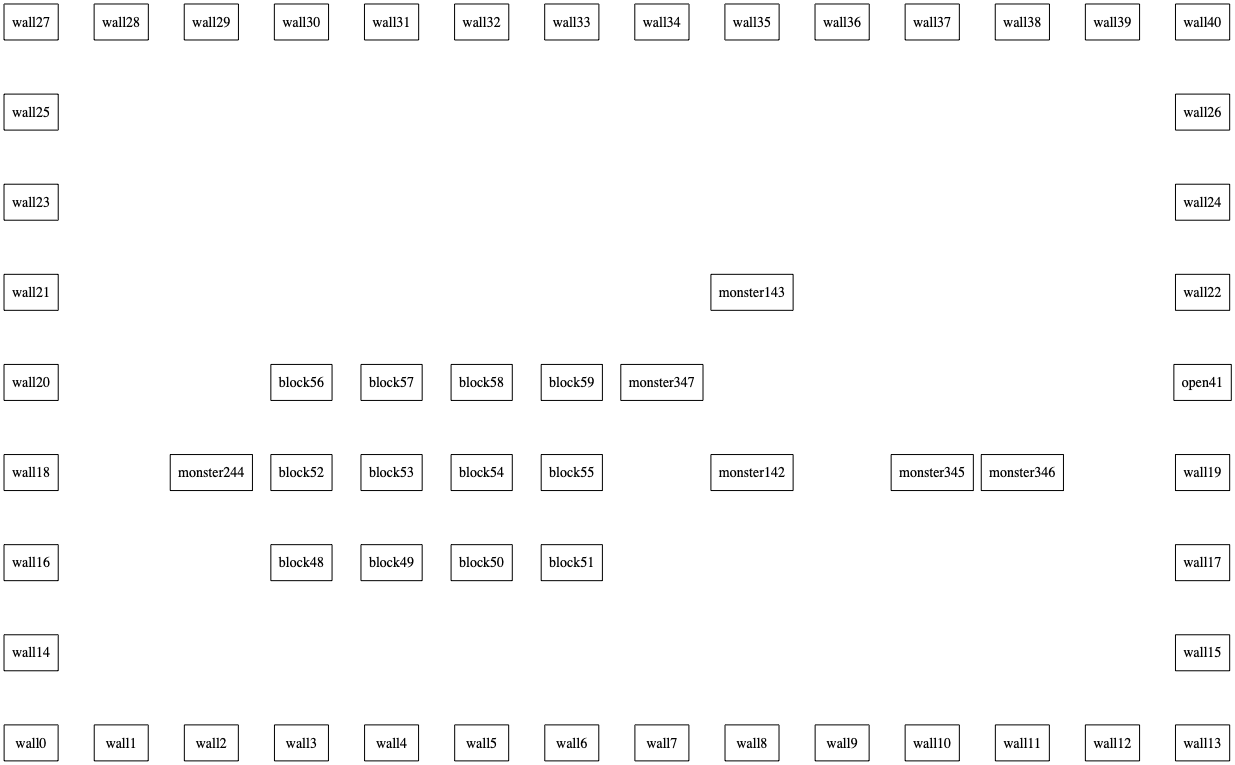 wall27 wall28 wall29 wall30 wall31 wall32 wall33 wall34 wall35 wall36 wall37 wall38 wall39 wall40
wall25 wall26
wall23 wall24
wall21 monster143 wall22
wall20 block56 block57 block58 block59 monster347 open41
wall18 monster244 block52 block53 block54 block55 monster142 monster345 monster346 wall19
wall16 block48 block49 block50 block51 wall17
wall14 wall15
wall0 wall1 wall2 wall3 wall4 wall5 wall6 wall7 wall8 wall9 wall10 wall11 wall12 wall13